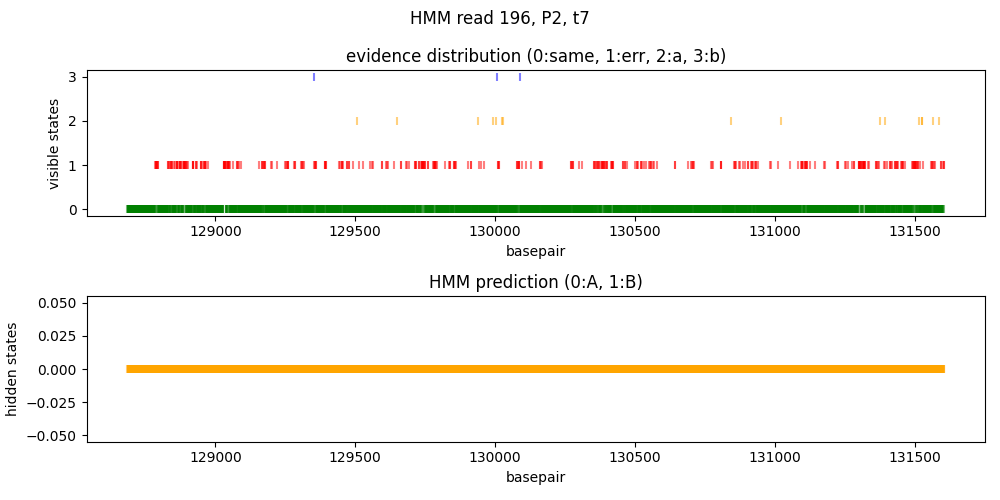 HMM read 196, P2, t7
evidence distribution (0:same, 1:err, 2:a, 3:b)
visible states
3
2
1
0
129000 129500 130000 130500 131000 131500
basepair
HMM prediction (0:A, 1:B)
hidden states
0.050
0.025
0.000
−0.025
−0.050
129000 129500 130000 130500 131000 131500
basepair